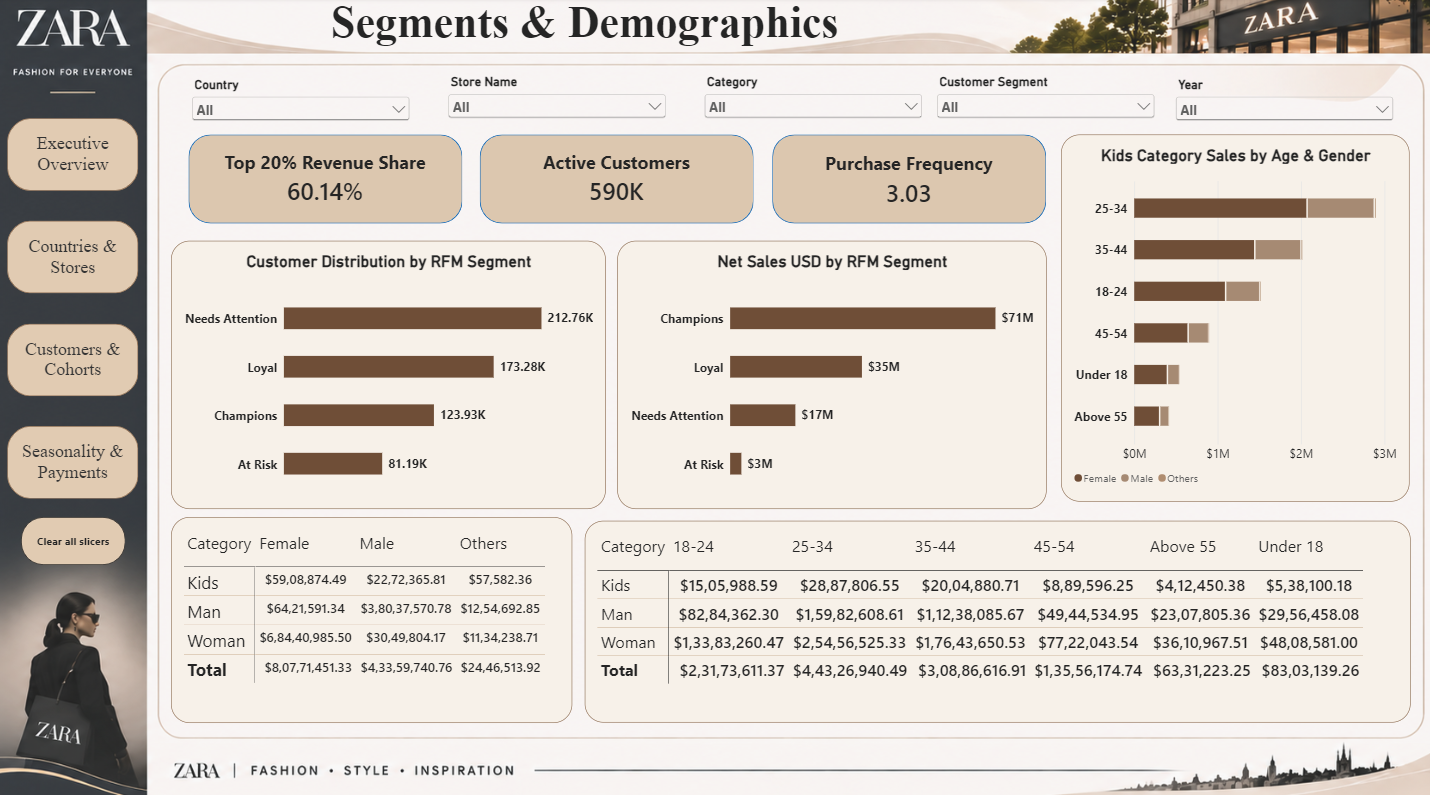 ZARA
FASHION FOR EVERYONE
Executive
Overview
Countries &
Stores
Customers &
Cohorts
Seasonality &
Payments
Clear all slicers
ZARA
Segments & Demographics
ZARA
Country
All
Store Name
All
Category
All
Customer Segment
All
Year
All
Top 20% Revenue Share
60.14%
Active Customers
590K
Purchase Frequency
3.03
Kids Category Sales by Age & Gender
25-34
35-44
18-24
45-54
Under 18
Above 55
$0M $1M $2M $3M
Female Male Others
Customer Distribution by RFM Segment
Needs Attention 212.76K
Loyal 173.28K
Champions 123.93K
At Risk 81.19K
Net Sales USD by RFM Segment
Champions $71M
Loyal $35M
Needs Attention $17M
At Risk $3M
Category Female Male Others
Kids $59,08,874.49 $22,72,365.81 $57,582.36
Man $64,21,591.34 $3,80,37,570.78 $12,54,692.85
Woman $6,84,40,985.50 $30,49,804.17 $11,34,238.71
Total $8,07,71,451.33 $4,33,59,740.76 $24,46,513.92
Category 18-24 25-34 35-44 45-54 Above 55 Under 18
Kids $15,05,988.59 $28,87,806.55 $20,04,880.71 $8,89,596.25 $4,12,450.38 $5,38,100.18
Man $82,84,362.30 $1,59,82,608.61 $1,12,38,085.67 $49,44,534.95 $23,07,805.36 $29,56,458.08
Woman $1,33,83,260.47 $2,54,56,525.33 $1,76,43,650.53 $77,22,043.54 $36,10,967.51 $48,08,581.00
Total $2,31,73,611.37 $4,43,26,940.49 $3,08,86,616.91 $1,35,56,174.74 $63,31,223.25 $83,03,139.26
ZARA | FASHION • STYLE • INSPIRATION